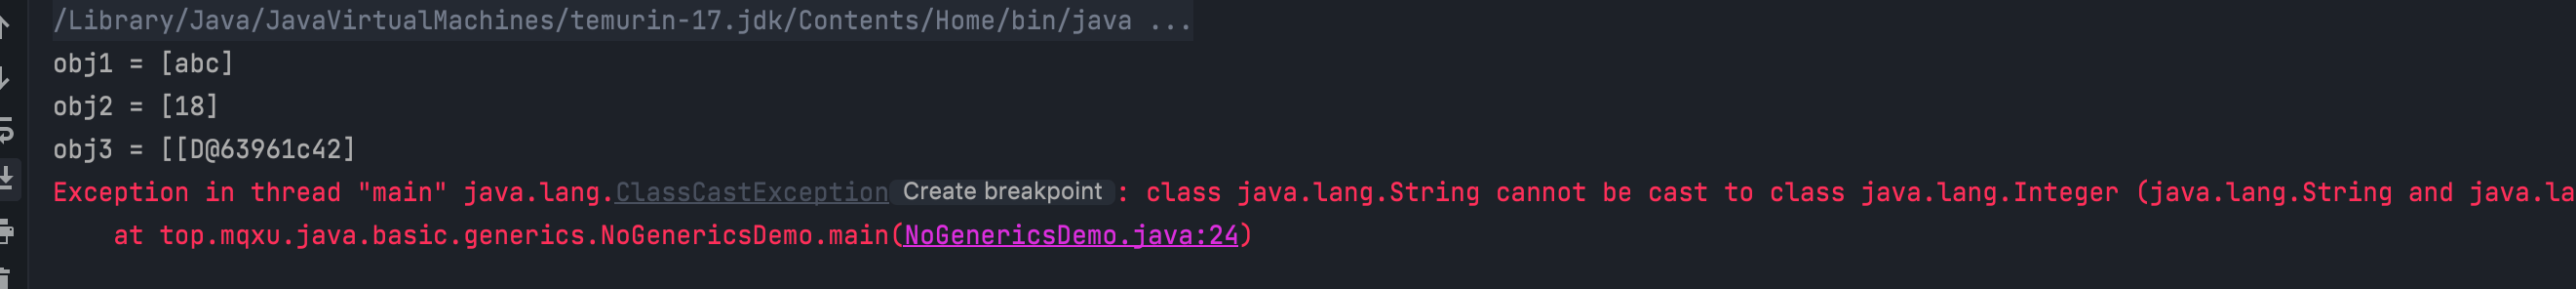 /Library/Java/JavaVirtualMachines/temurin-17.jdk/Contents/Home/bin/java ...
obj1 = [abc]
obj2 = [18]
obj3 = [[D@63961c42]
Exception in thread "main" java.lang.ClassCastException Create breakpoint : class java.lang.String cannot be cast to class java.lang.Integer (java.lang.String and java.la
at top.mqxu.java.basic.generics.NoGenericsDemo.main(NoGenericsDemo.java:24)